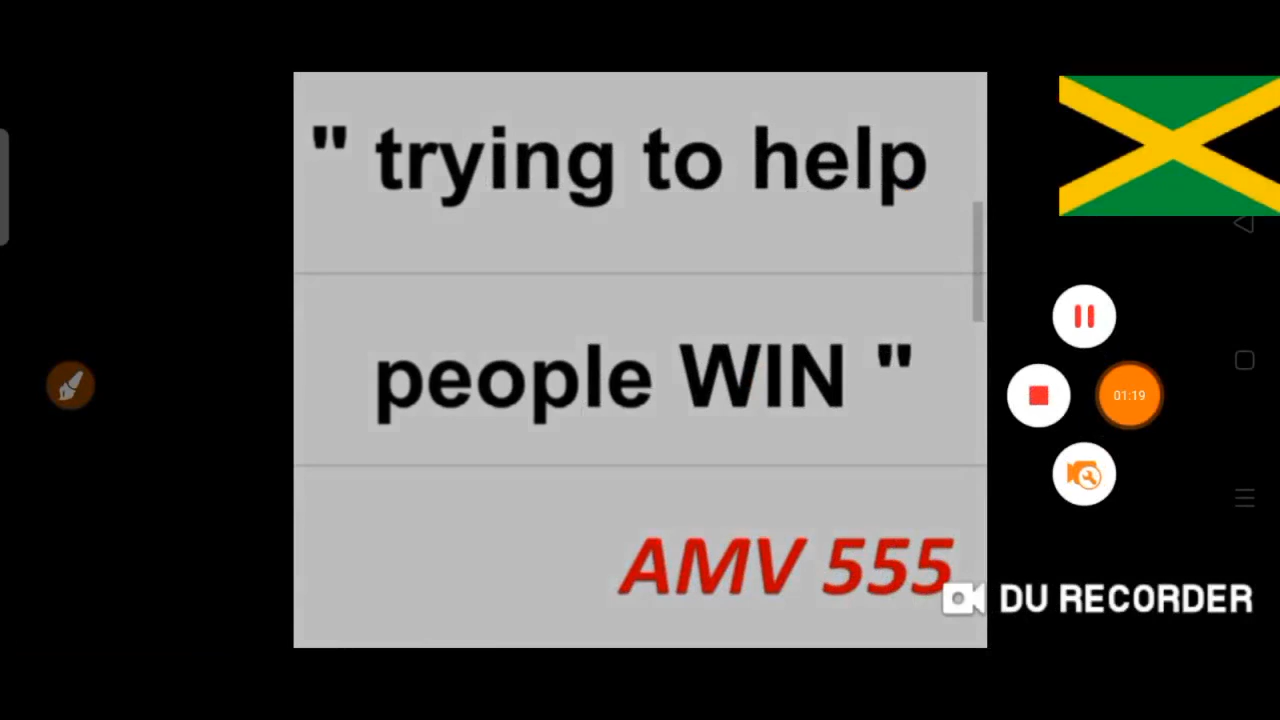 " trying to help
people WIN "
AMV 555
01:19
DU RECORDER